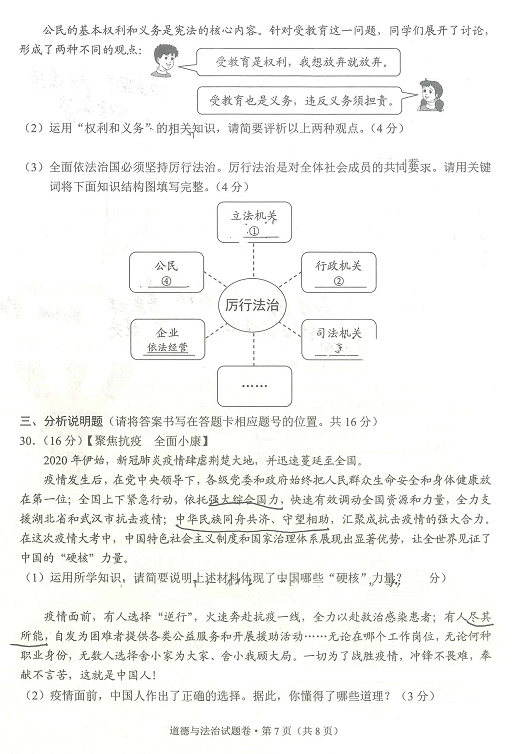 公民的基本权利和义务是宪法的核心内容。针对受教育这一问题，同学们展开了讨论，
形成了两种不同的观点：
受教育是权利，我想放弃就放弃。
受教育也是义务，违反义务须担责。
（2）运用“权利和义务”的相关知识，请简要评析以上两种观点。（4 分）
（3）全面依法治国必须坚持厉行法治。厉行法治是对全体社会成员的共同要求。请用关键
词将下面知识结构图填写完整。（4 分）
立法机关
①
公民
④
行政机关
②
厉行法治
企业
依法经营
司法机关
……
三、分析说明题（请将答案书写在答题卡相应题号的位置。共 16 分）
30.（16 分）【聚焦抗疫 全面小康】
2020 年伊始，新冠肺炎疫情肆虐荆楚大地，并迅速蔓延至全国。
疫情发生后，在党中央领导下，各级党委和政府始终把人民群众生命安全和身体健康放
在第一位；全国上下紧急行动，依托强大综合国力，快速有效调动全国资源和力量，全力支
援湖北省和武汉市抗击疫情；中华民族同舟共济、守望相助，汇聚成抗击疫情的强大合力。
在这次疫情大考中，中国特色社会主义制度和国家治理体系展现出显著优势，让全世界见证了
中国的“硬核”力量。
（1）运用所学知识，请简要说明上述材料体现了中国哪些“硬核”力量？ 分）
疫情面前，有人选择“逆行”，火速奔赴抗疫一线，全力以赴救治感染患者；有人尽其
所能，自发为困难者提供各类公益服务和开展援助活动……无论在哪个工作岗位，无论何种
职业身份，无数人选择舍小家为大家、舍小我顾大局。一切为了战胜疫情，冲锋不畏难，奉
献不言苦，这就是中国人！
（2）疫情面前，中国人作出了正确的选择。据此，你懂得了哪些道理？（3 分）
道德与法治试题卷·第 7 页（共 8 页）